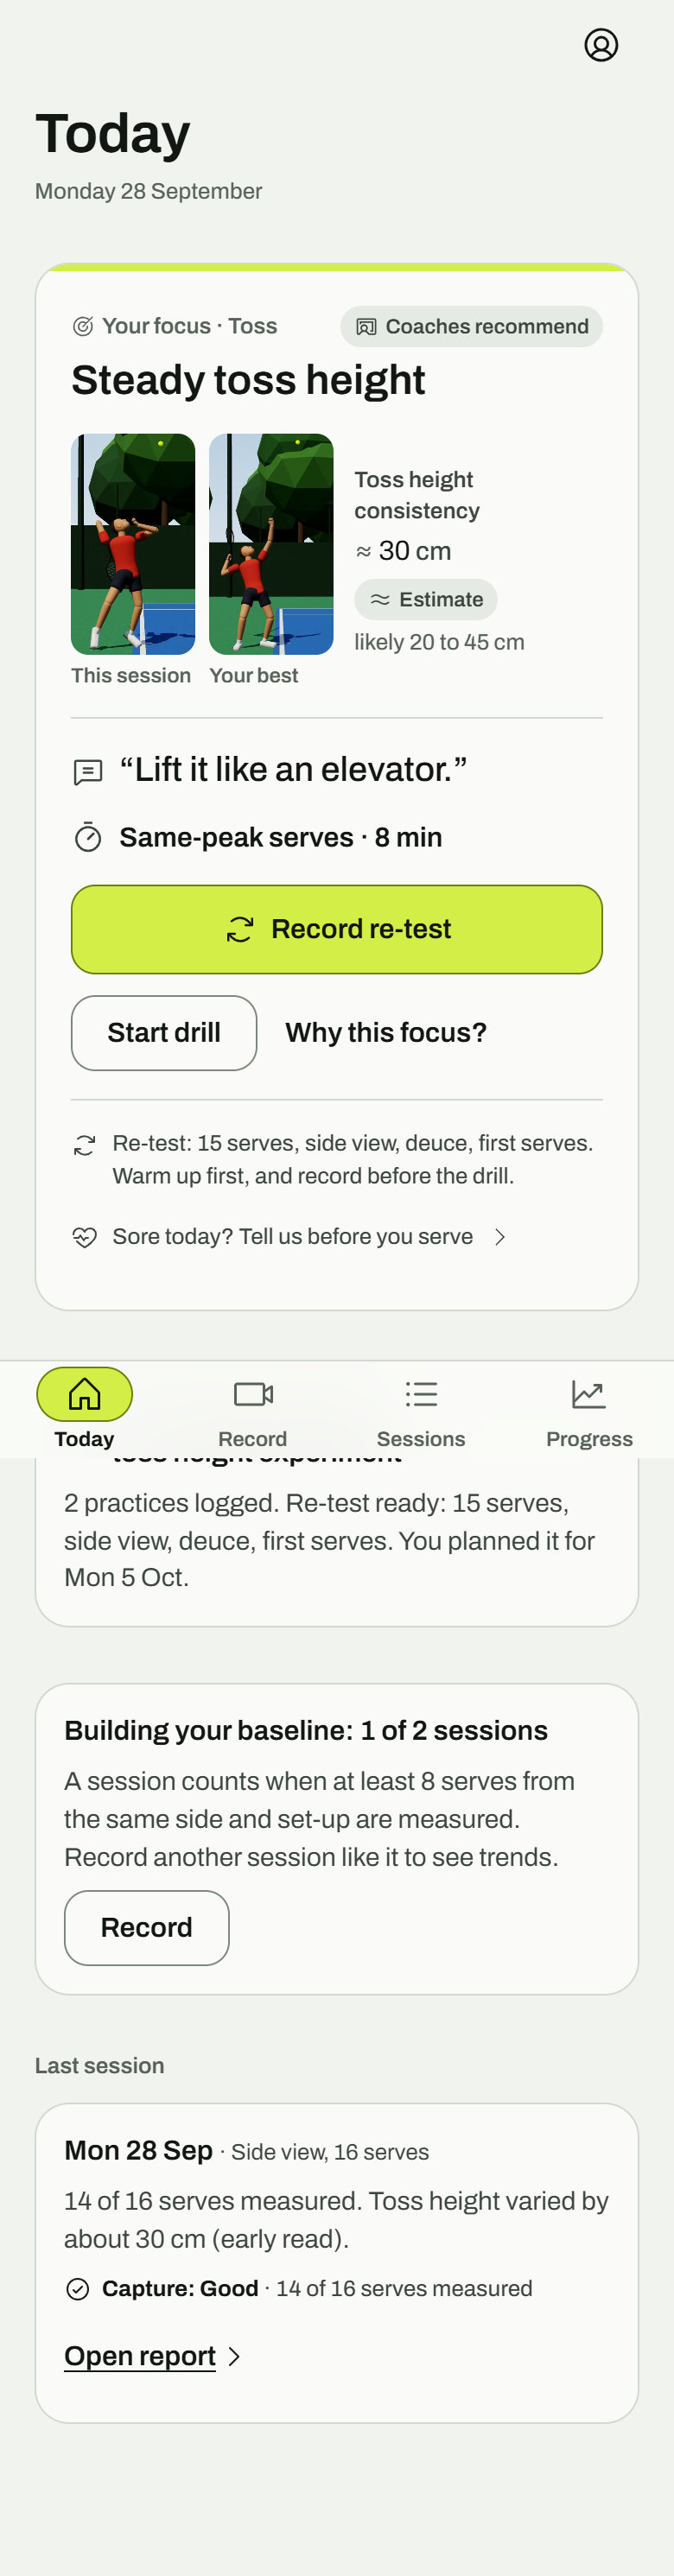 Today
Monday 28 September
Your focus · Toss
Coaches recommend
Steady toss height
Toss height
consistency
≈ 30 cm
Estimate
likely 20 to 45 cm
This session
Your best
“Lift it like an elevator.”
Same-peak serves · 8 min
Record re-test
Start drill
Why this focus?
Re-test: 15 serves, side view, deuce, first serves.
Warm up first, and record before the drill.
Sore today? Tell us before you serve
Today
Record
Sessions
Progress
toss height experiment
2 practices logged. Re-test ready: 15 serves,
side view, deuce, first serves. You planned it for
Mon 5 Oct.
Building your baseline: 1 of 2 sessions
A session counts when at least 8 serves from
the same side and set-up are measured.
Record another session like it to see trends.
Record
Last session
Mon 28 Sep · Side view, 16 serves
14 of 16 serves measured. Toss height varied by
about 30 cm (early read).
Capture: Good · 14 of 16 serves measured
Open report